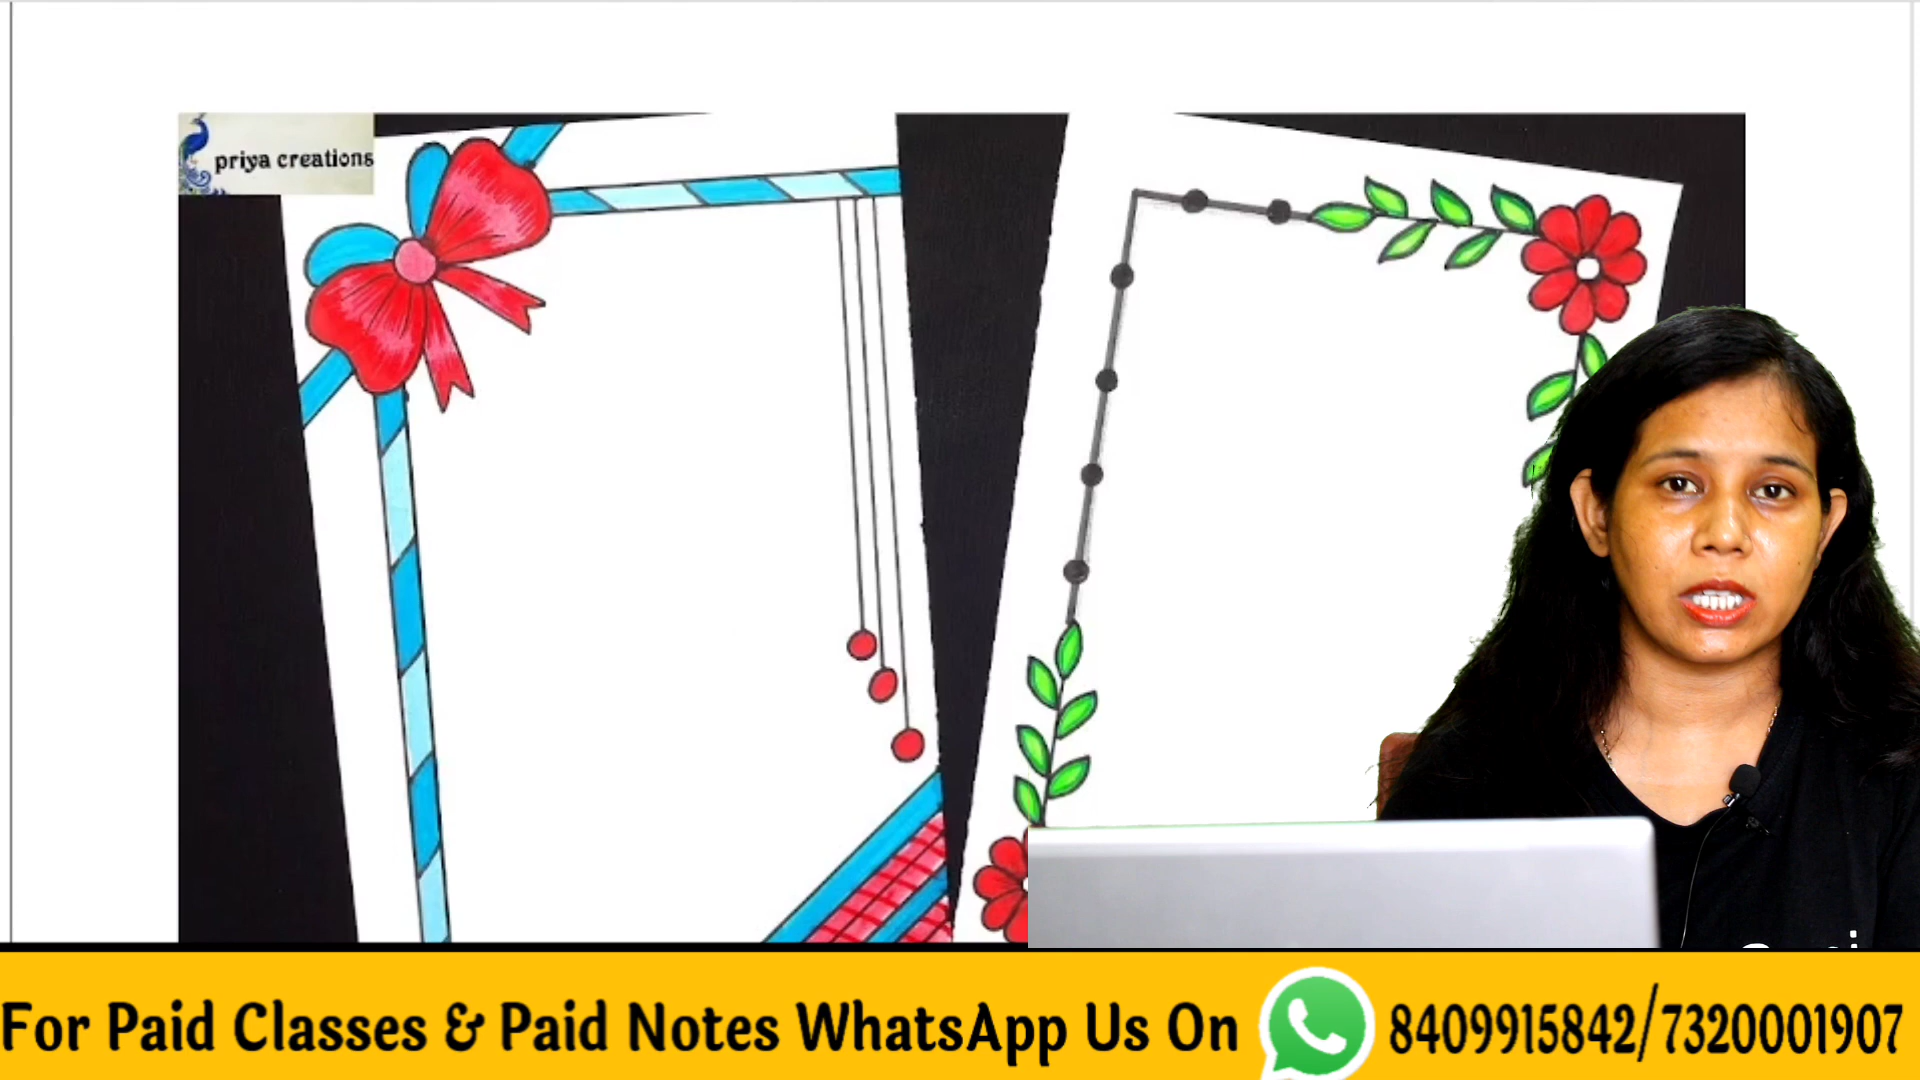 priya creations
For Paid Classes & Paid Notes WhatsApp Us On 8409915842/7320001907